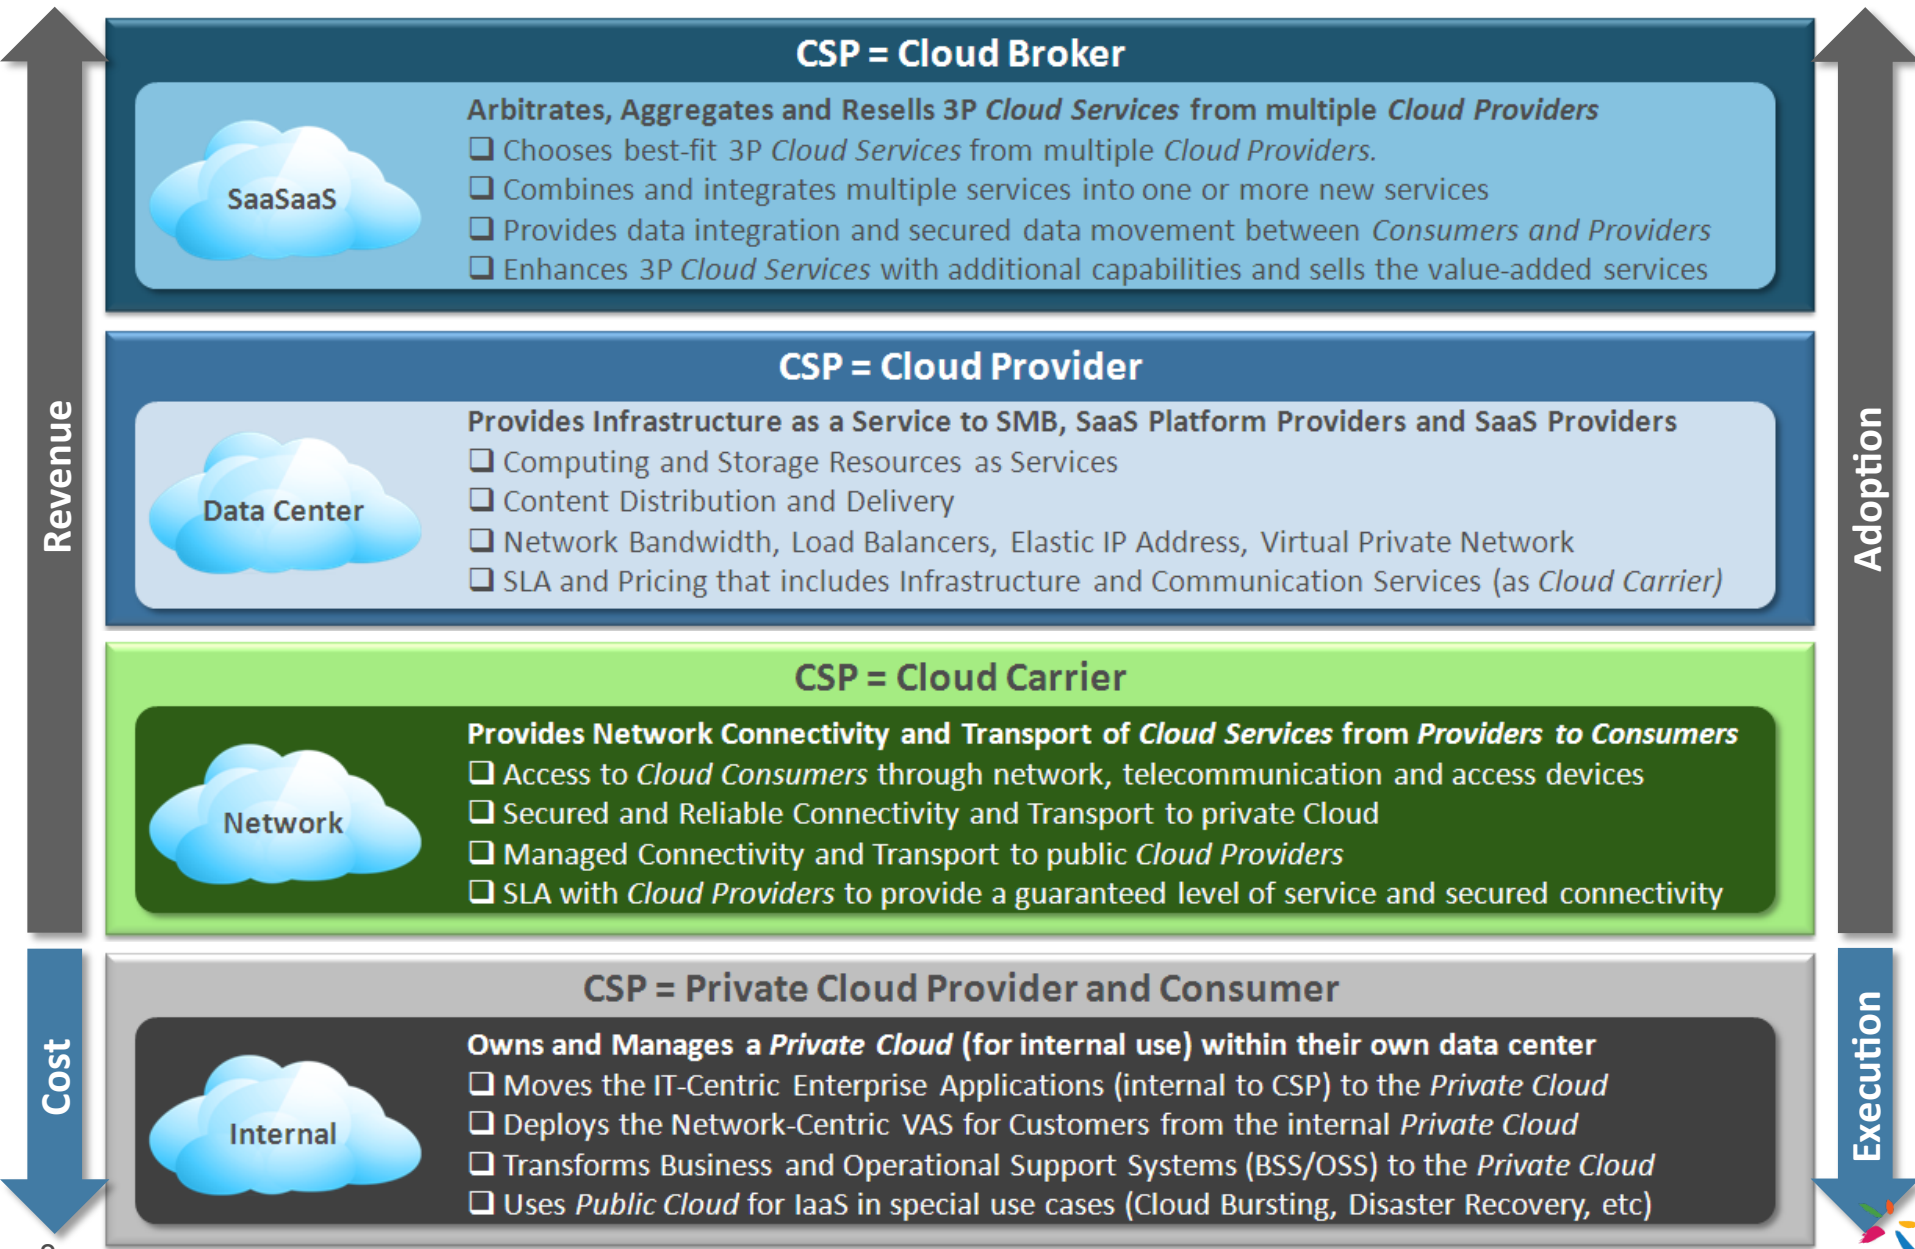 CSP = Cloud Broker
SaaSaaS
Arbitrates, Aggregates and Resells 3P Cloud Services from multiple Cloud Providers
❑ Chooses best-fit 3P Cloud Services from multiple Cloud Providers.
❑ Combines and integrates multiple services into one or more new services
❑ Provides data integration and secured data movement between Consumers and Providers
❑ Enhances 3P Cloud Services with additional capabilities and sells the value-added services
Revenue
Adoption
CSP = Cloud Provider
Data Center
Provides Infrastructure as a Service to SMB, SaaS Platform Providers and SaaS Providers
❑ Computing and Storage Resources as Services
❑ Content Distribution and Delivery
❑ Network Bandwidth, Load Balancers, Elastic IP Address, Virtual Private Network
❑ SLA and Pricing that includes Infrastructure and Communication Services (as Cloud Carrier)
CSP = Cloud Carrier
Network
Provides Network Connectivity and Transport of Cloud Services from Providers to Consumers
❑ Access to Cloud Consumers through network, telecommunication and access devices
❑ Secured and Reliable Connectivity and Transport to private Cloud
❑ Managed Connectivity and Transport to public Cloud Providers
❑ SLA with Cloud Providers to provide a guaranteed level of service and secured connectivity
Cost
Execution
CSP = Private Cloud Provider and Consumer
Internal
Owns and Manages a Private Cloud (for internal use) within their own data center
❑ Moves the IT-Centric Enterprise Applications (internal to CSP) to the Private Cloud
❑ Deploys the Network-Centric VAS for Customers from the internal Private Cloud
❑ Transforms Business and Operational Support Systems (BSS/OSS) to the Private Cloud
❑ Uses Public Cloud for IaaS in special use cases (Cloud Bursting, Disaster Recovery, etc)